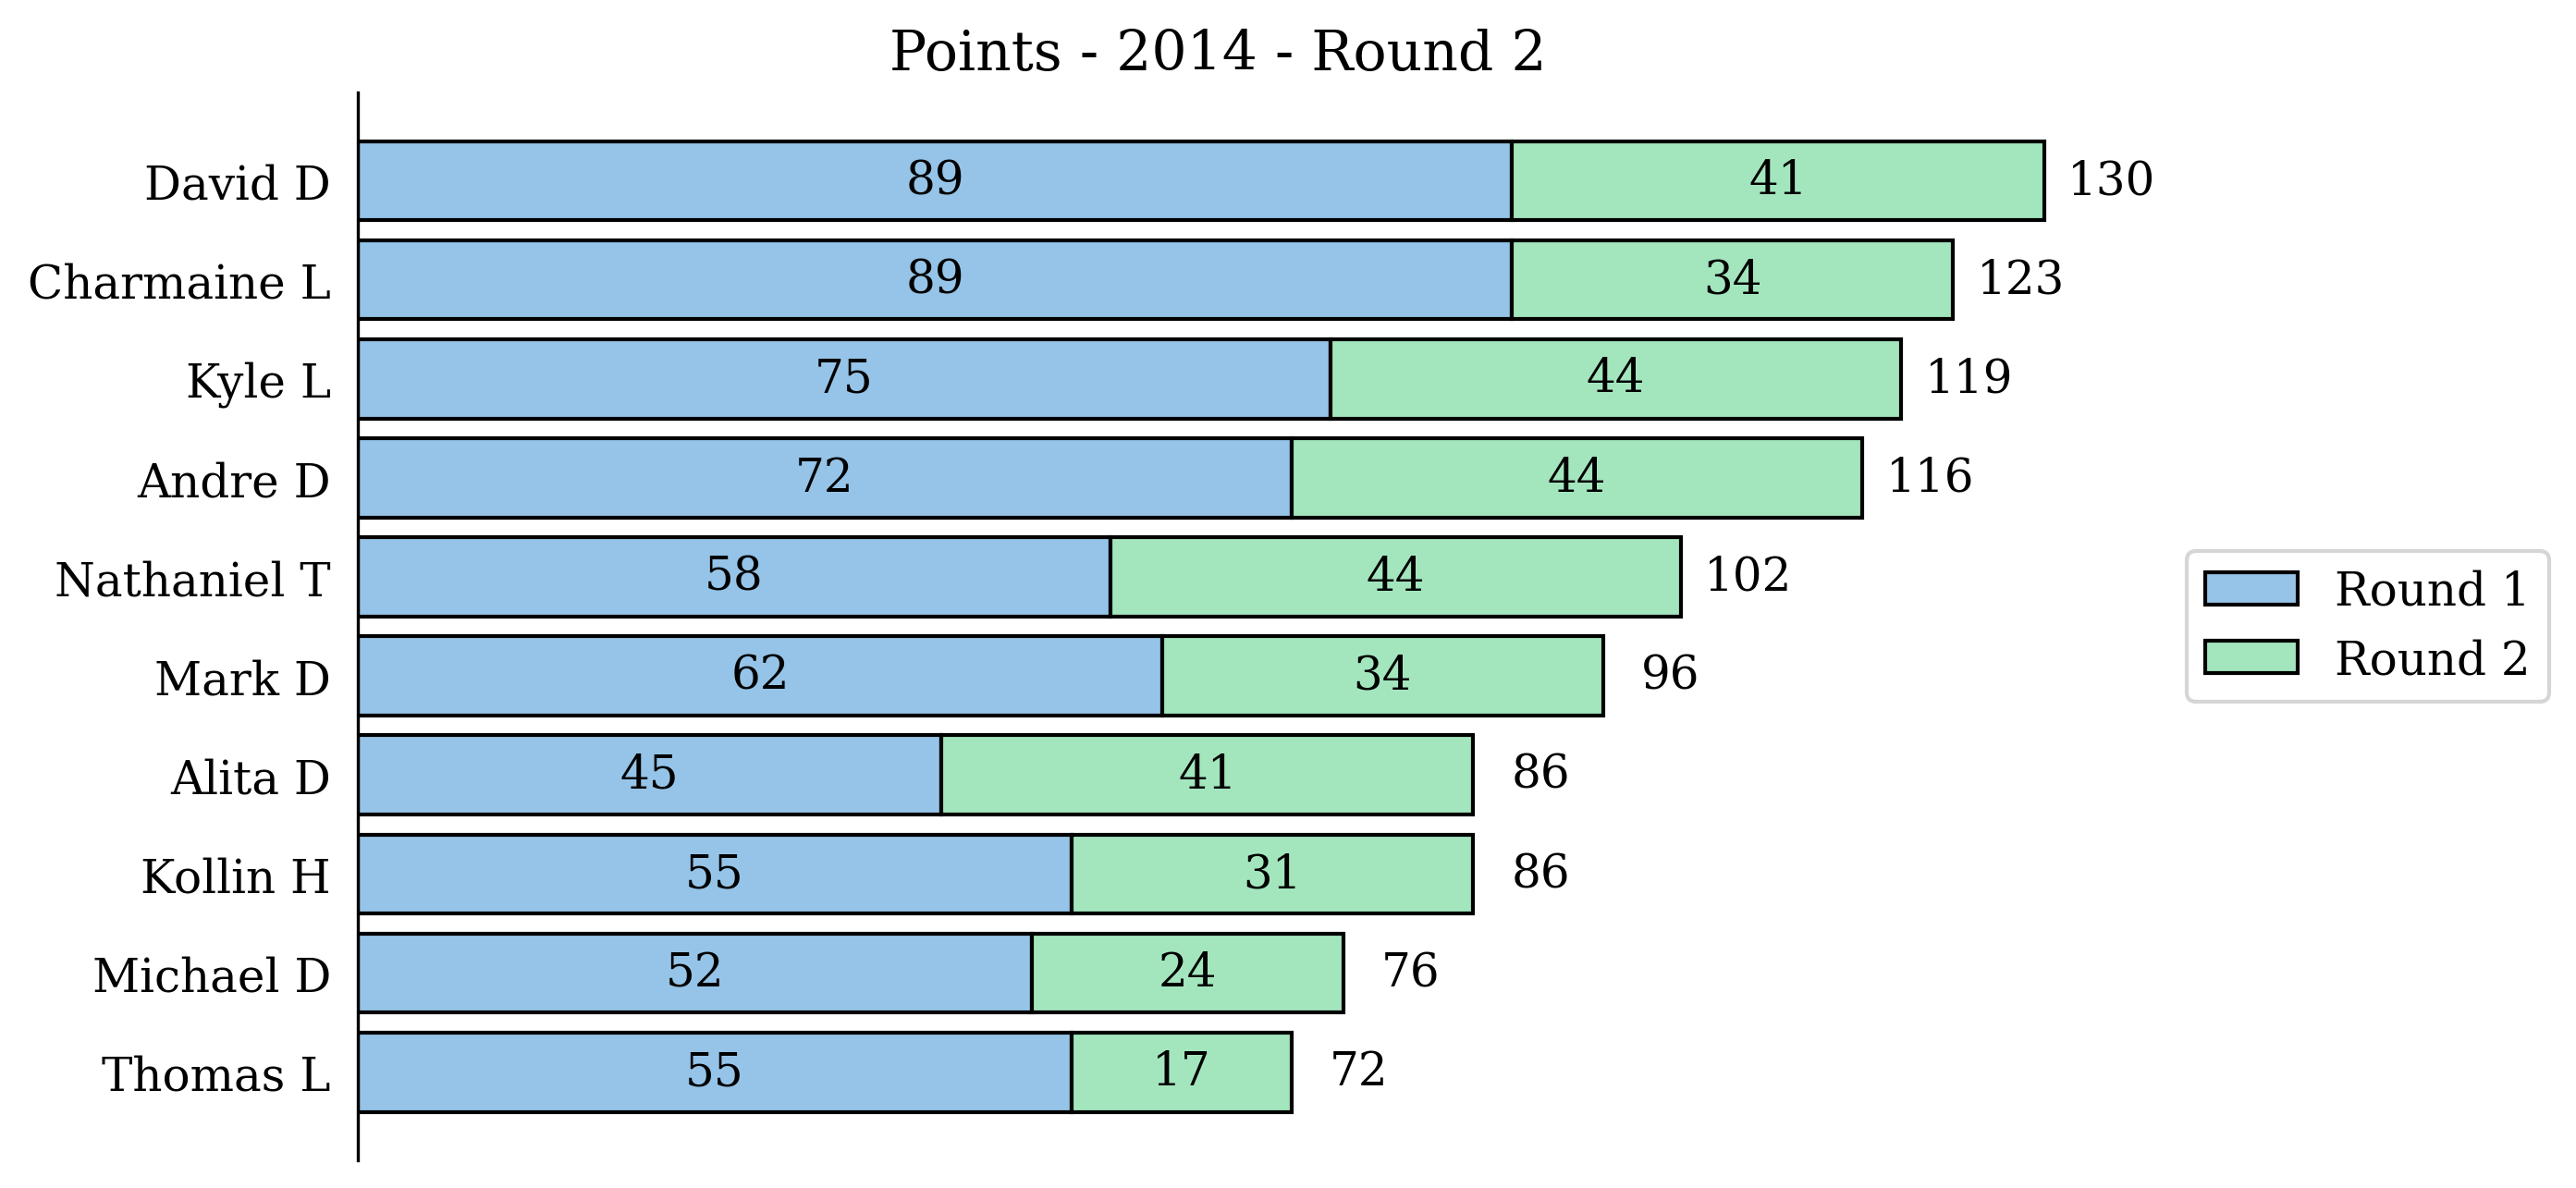 Points - 2014 - Round 2
David D 89 41 130
Charmaine L 89 34 123
Kyle L 75 44 119
Andre D 72 44 116
Nathaniel T 58 44 102
Mark D 62 34 96
Alita D 45 41 86
Kollin H 55 31 86
Michael D 52 24 76
Thomas L 55 17 72
Round 1
Round 2